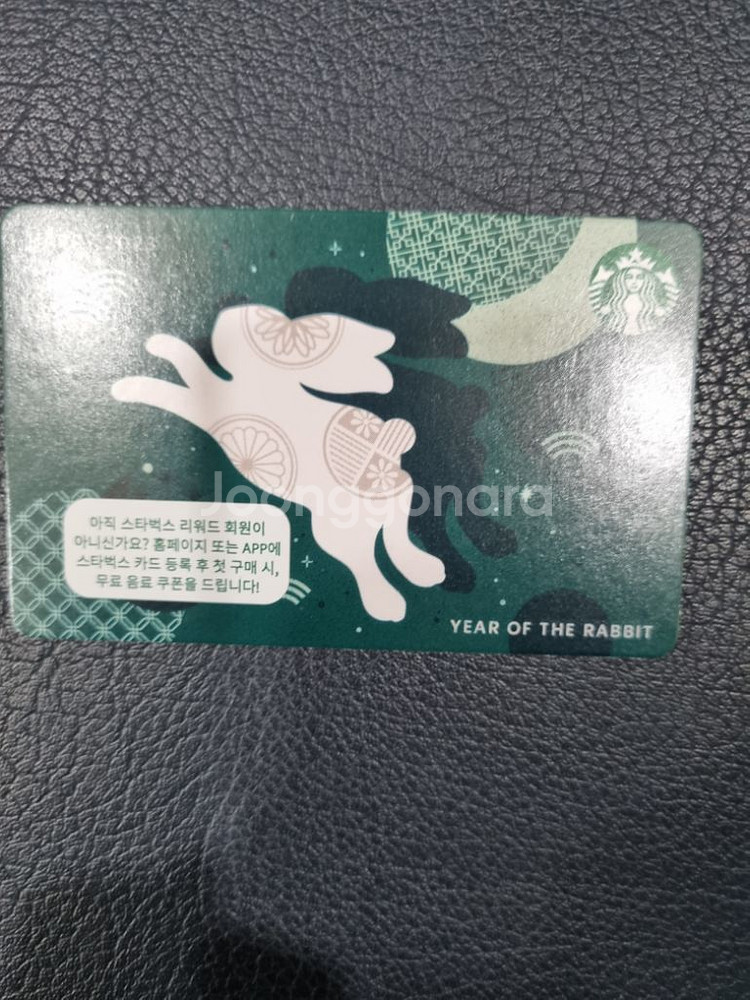 아직 스타벅스 리워드 회원이
아니신가요? 홈페이지 또는 APP에
스타벅스 카드 등록 후 첫 구매 시,
무료 음료 쿠폰을 드립니다!
Joonggonara
YEAR OF THE RABBIT